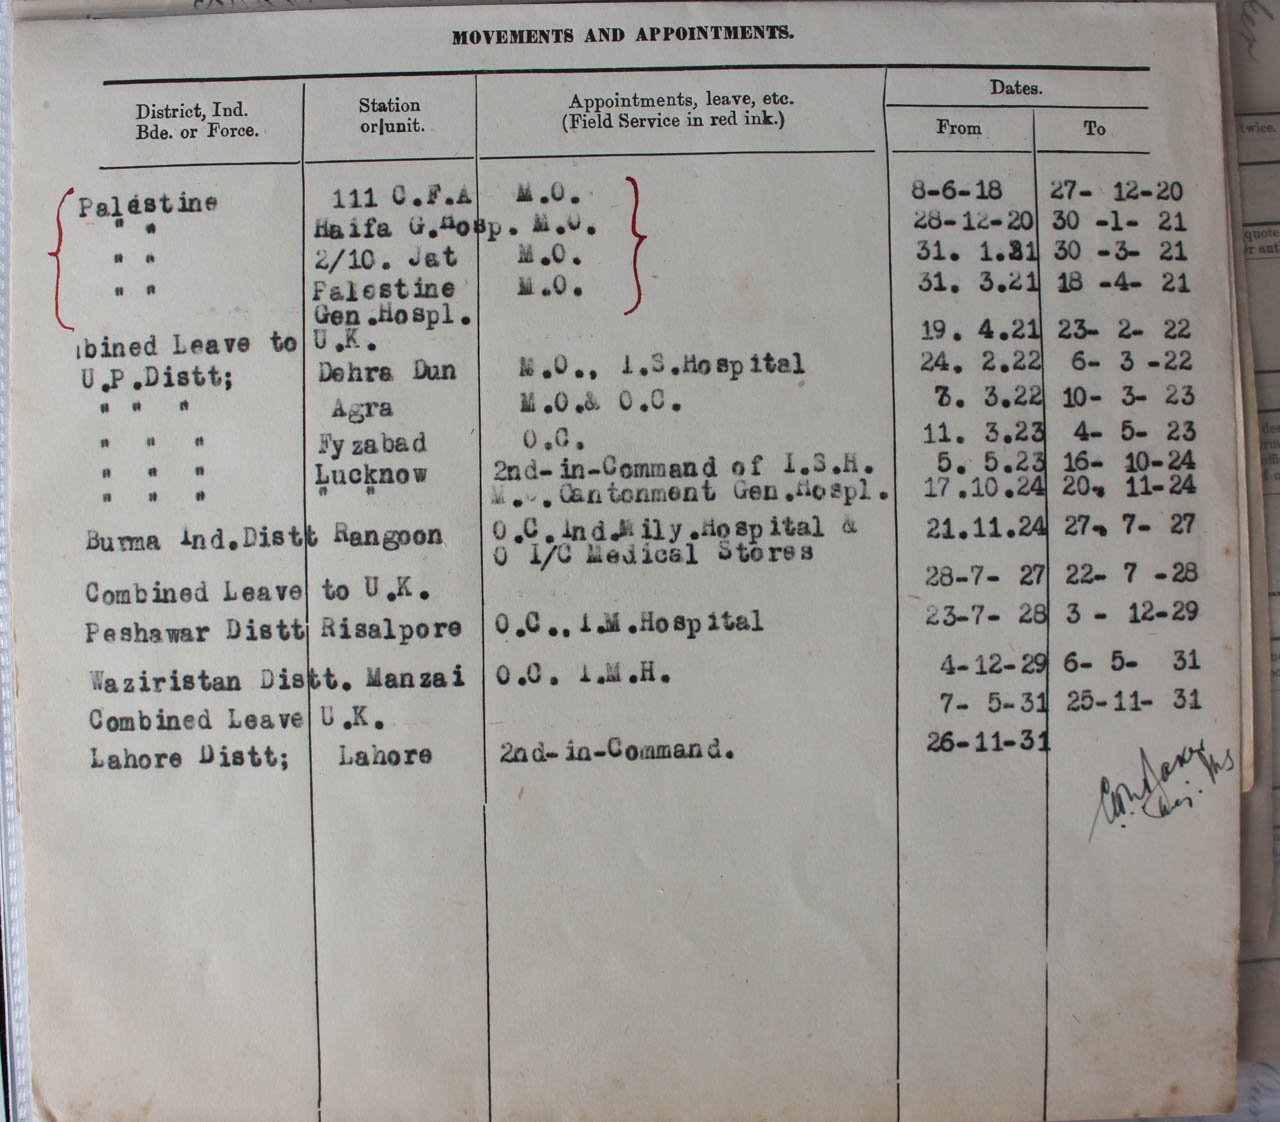 MOVEMENTS AND APPOINTMENTS.
District, Ind. Bde. or Force. Station or unit. Appointments, leave, etc. (Field Service in red ink.) Dates. From To
Palestine 111 C.F.A M.O. 8-6-18 27- 12-20
" " Haifa G.Hosp. M.O. 28-12-20 30 -1- 21
" " 2/10. Jat M.O. 31. 1.21 30 -3- 21
" " Palestine M.O. 31. 3.21 18 -4- 21
Gen.Hospl.
bined Leave to U.K. 19. 4.21 23- 2- 22
U.P.Distt; Dehra Dun M.O., I.S.Hospital 24. 2.22 6- 3 -22
" " " Agra M.O.& O.C. 3.22 10- 3- 23
" " " Fyzabad O.C. 11. 3.23 4- 5- 23
" " " Lucknow 2nd-in-Command of I.S.H. 5. 5.23 16- 10-24
" " " " " M.O.Cantonment Gen.Hospl. 17.10.24 20- 11-24
Burma Ind.Distt Rangoon O.C.Ind.Mily.Hospital & 21.11.24 27- 7- 27
O I/C Medical Stores
Combined Leave to U.K. 28-7- 27 22- 7 -28
Peshawar Distt Risalpore O.C., I.M.Hospital 23-7- 28 3 - 12-29
Waziristan Distt. Manzai O.C. I.M.H. 4-12-29 6- 5- 31
Combined Leave U.K. 7- 5-31 25-11- 31
Lahore Distt; Lahore 2nd-in-Command. 26-11-31
twice.
quote